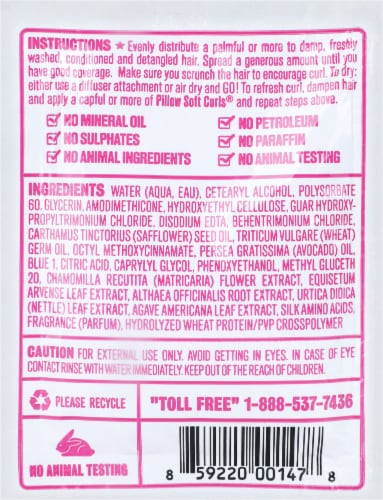 INSTRUCTIONS ★ Evenly distribute a palmful or more to damp, freshly
washed, conditioned and detangled hair. Spread a generous amount until you
have good coverage. Make sure you scrunch the hair to encourage curl. To dry:
either use a diffuser attachment or air dry and GO! To refresh curl, dampen hair
and apply a capful or more of Pillow Soft Curls® and repeat steps above.
NO MINERAL OIL
NO PETROLEUM
NO SULPHATES
NO PARAFFIN
NO ANIMAL INGREDIENTS
NO ANIMAL TESTING
INGREDIENTS: WATER (AQUA, EAU), CETEARYL ALCOHOL, POLYSORBATE
60, GLYCERIN, AMODIMETHICONE, HYDROXYETHYL CELLULOSE, GUAR HYDROXY-
PROPYLTRIMONIUM CHLORIDE, DISODIUM EDTA, BEHENTRIMONIUM CHLORIDE,
CARTHAMUS TINCTORIUS (SAFFLOWER) SEED OIL, TRITICUM VULGARE (WHEAT)
GERM OIL, OCTYL METHOXYCINNAMATE, PERSEA GRATISSIMA (AVOCADO) OIL,
BLUE 1, CITRIC ACID, CAPRYLYL GLYCOL, PHENOXYETHANOL, METHYL GLUCETH
20, CHAMOMILLA RECUTITA (MATRICARIA) FLOWER EXTRACT, EQUISETUM
ARVENSE LEAF EXTRACT, ALTHAEA OFFICINALIS ROOT EXTRACT, URTICA DIOICA
(NETTLE) LEAF EXTRACT, AGAVE AMERICANA LEAF EXTRACT, SILK AMINO ACIDS,
FRAGRANCE (PARFUM), HYDROLYZED WHEAT PROTEIN/PVP CROSSPOLYMER
CAUTION FOR EXTERNAL USE ONLY. AVOID GETTING IN EYES. IN CASE OF EYE
CONTACT RINSE WITH WATER IMMEDIATELY. KEEP OUT OF THE REACH OF CHILDREN.
PLEASE RECYCLE
"TOLL FREE" 1-888-537-7436
NO ANIMAL TESTING
8 59220 00147 8